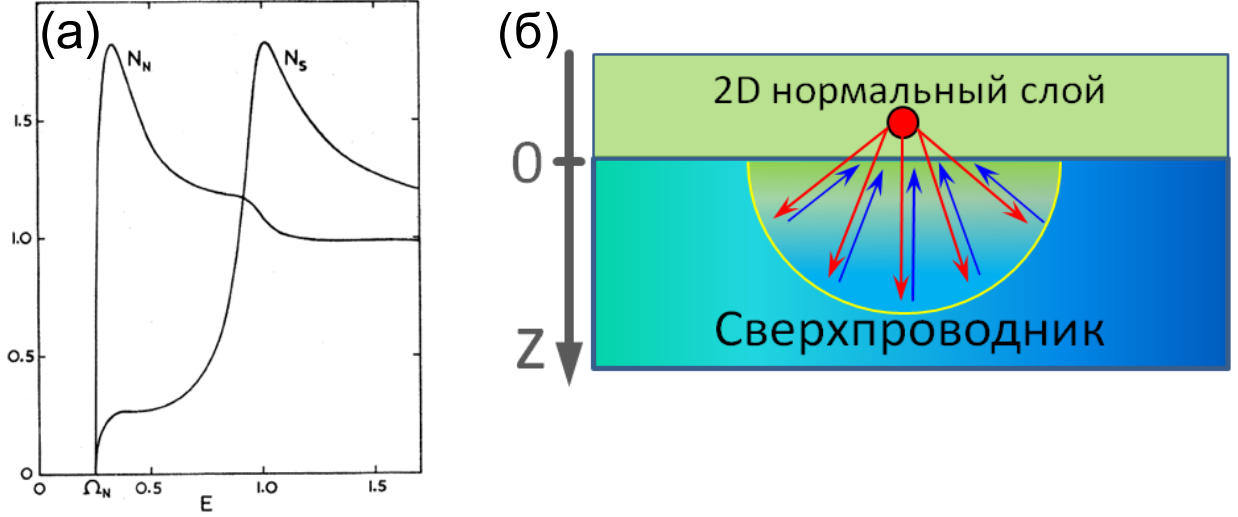 (а)
N_N
N_S
1.5
1.0
0.5
0
0
Ω_N
0.5
1.0
1.5
E
(б)
2D нормальный слой
0
Z
Сверхпроводник